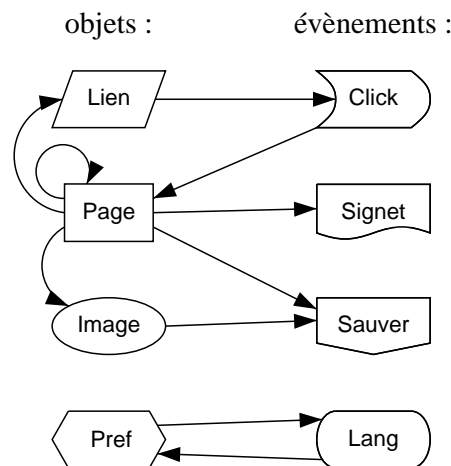 objets : évènements :
Lien Click
Page Signet
Image Sauver
Pref Lang